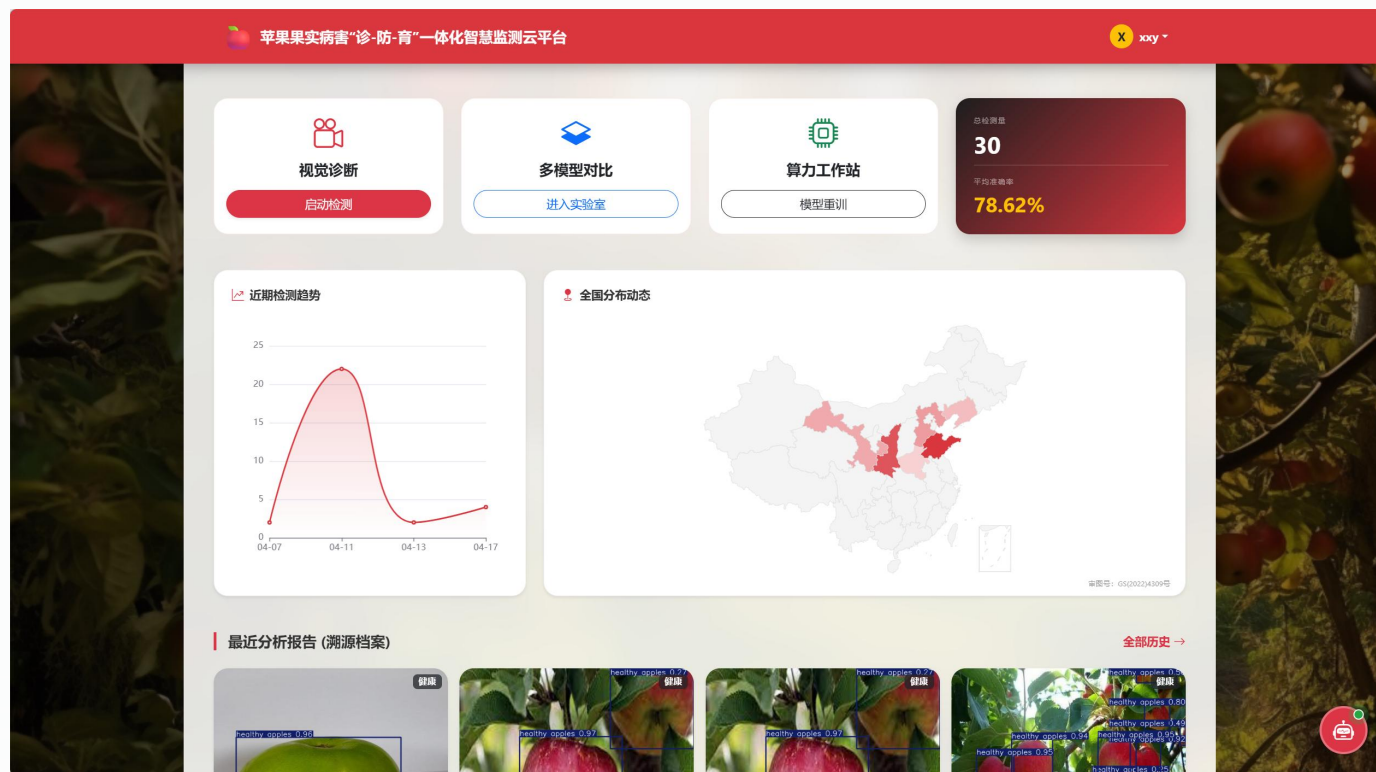 苹果果实病害“诊-防-育”一体化智慧监测云平台
X xxy
视觉诊断
启动检测
多模型对比
进入实验室
算力工作站
模型重训
总检测量
30
平均准确率
78.62%
近期检测趋势
25
20
15
10
5
0
04-07 04-11 04-13 04-17
全国分布动态
审图号：GS(2022)4309号
最近分析报告 (溯源档案)
全部历史
健康
healthy apples 0.96
healthy apples 0.27
健康
healthy apples 0.97
healthy apples 0.27
健康
healthy apples 0.97
healthy apples 0.5
健康
healthy apples 0.80
healthy apples 0.49
healthy apples 0.94
healthy apples 0.95
healthy apples 0.92
healthy apples 0.95